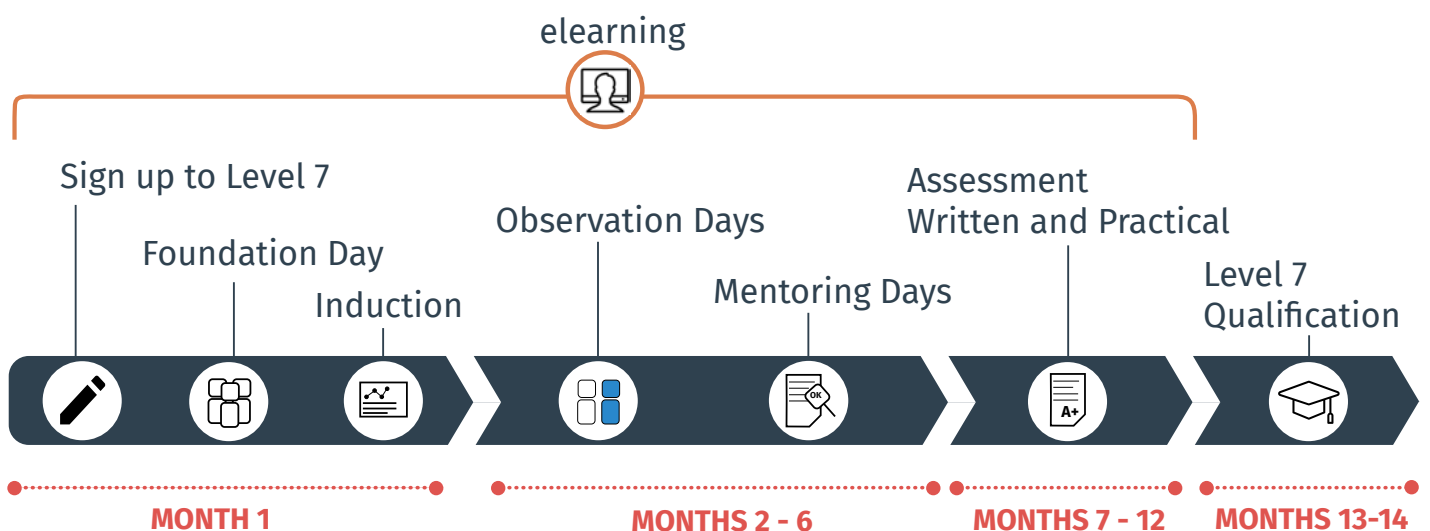 elearning
Sign up to Level 7
Foundation Day
Induction
Observation Days
Mentoring Days
Assessment
Written and Practical
Level 7
Qualification
OK
A+
MONTH 1
MONTHS 2 - 6
MONTHS 7 - 12
MONTHS 13-14